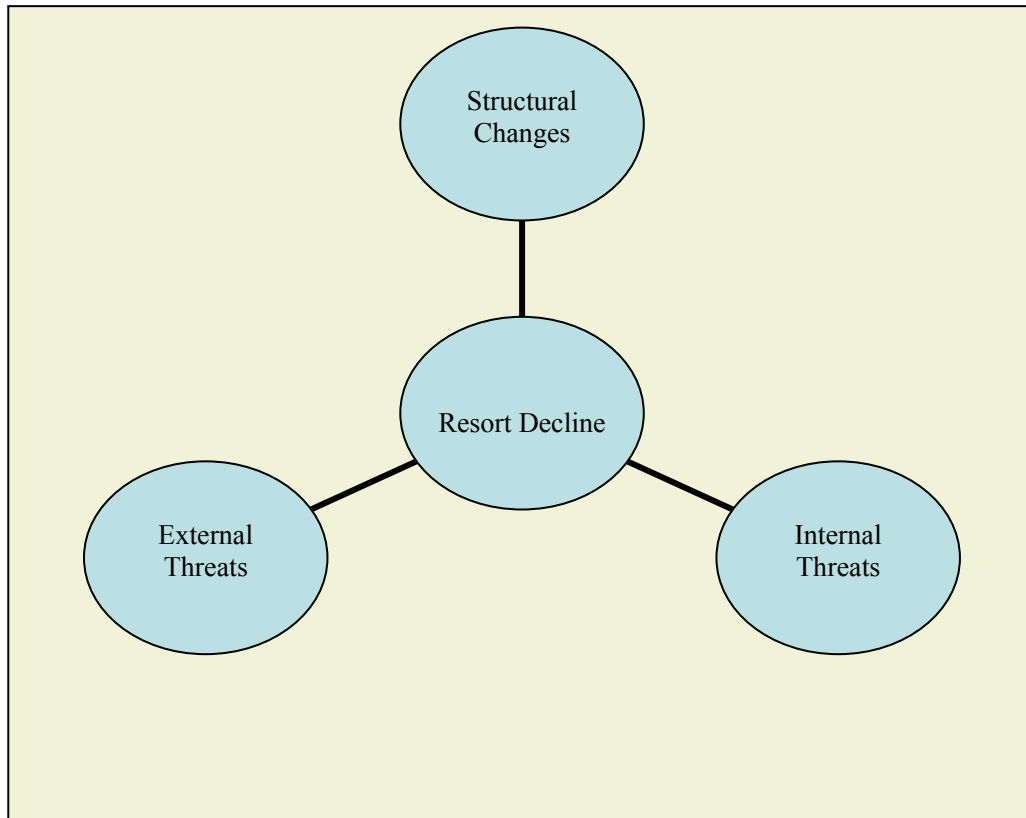 Structural
Changes
Resort Decline
External
Threats
Internal
Threats